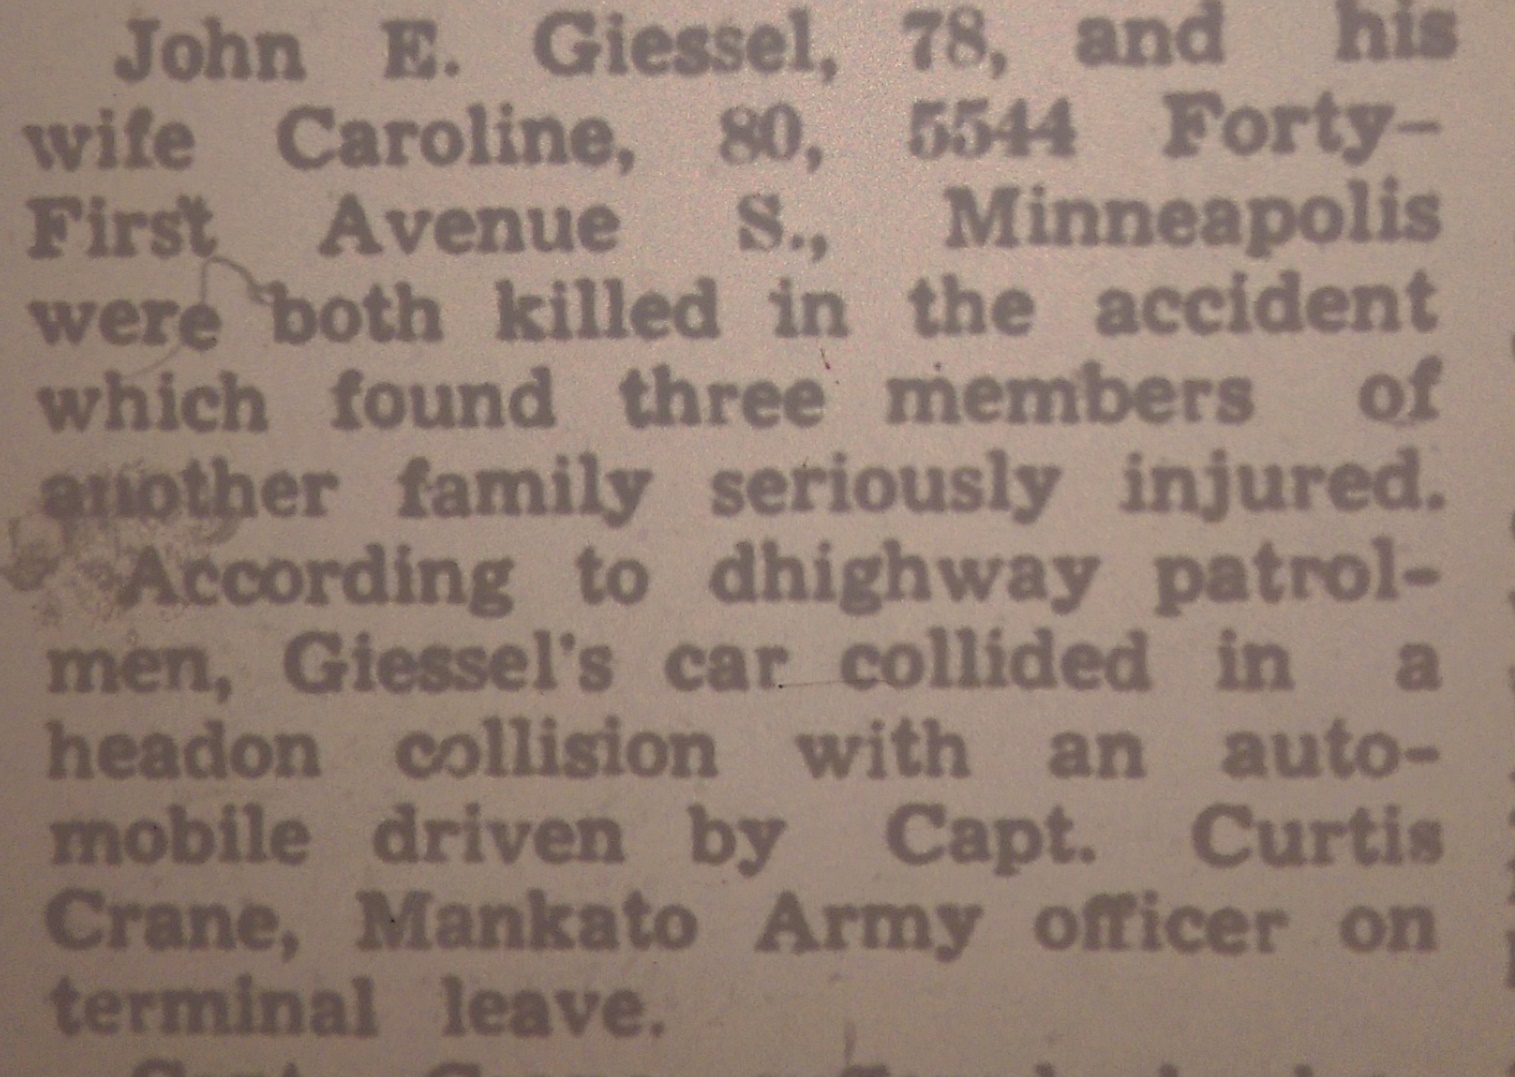 John E. Giessel, 78, and his
wife Caroline, 80, 5544 Forty-
First Avenue S., Minneapolis
were both killed in the accident
which found three members of
another family seriously injured.
According to dhighway patrol-
men, Giessel's car collided in a
headon collision with an auto-
mobile driven by Capt. Curtis
Crane, Mankato Army officer on
terminal leave.